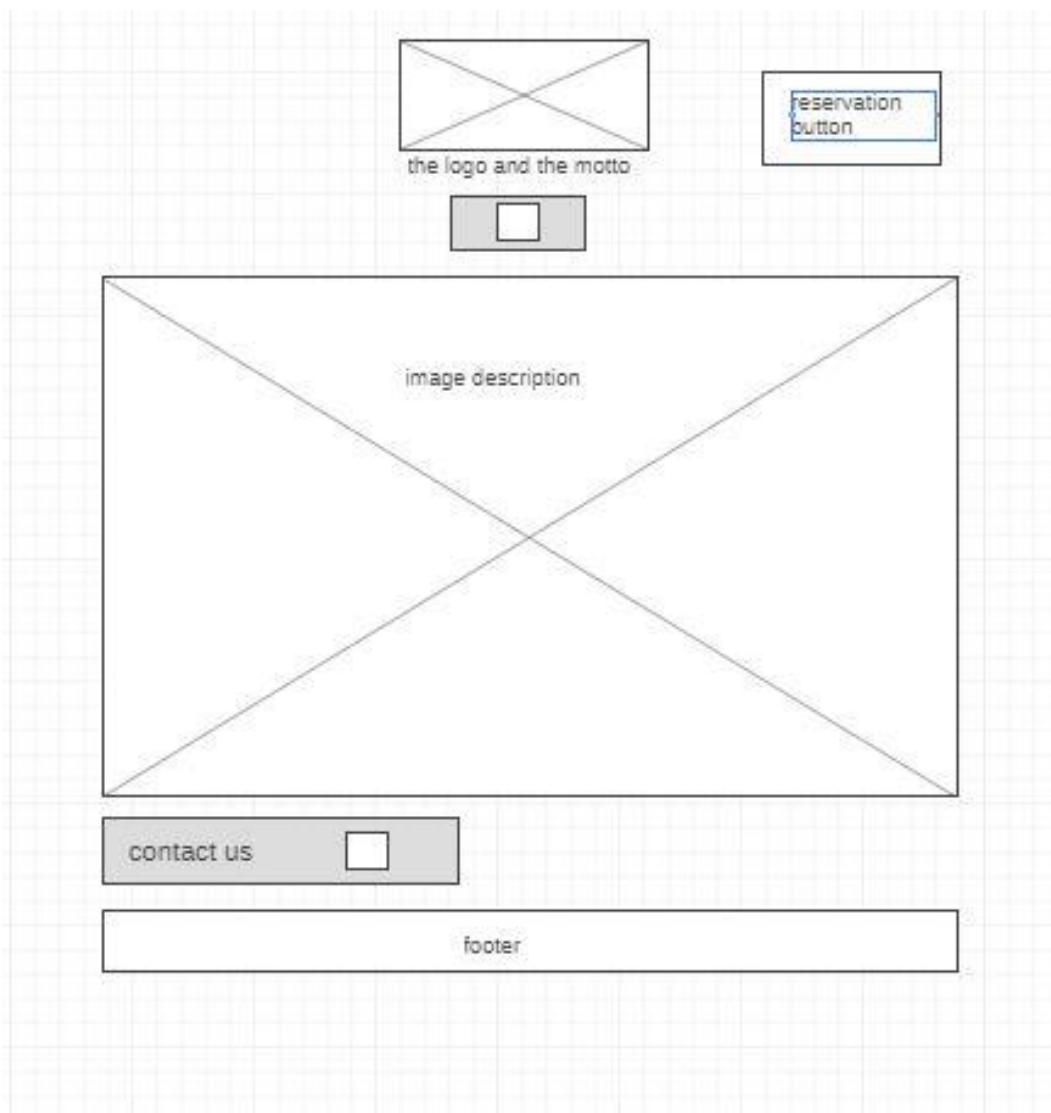 reservation
button
the logo and the motto
image description
contact us
footer